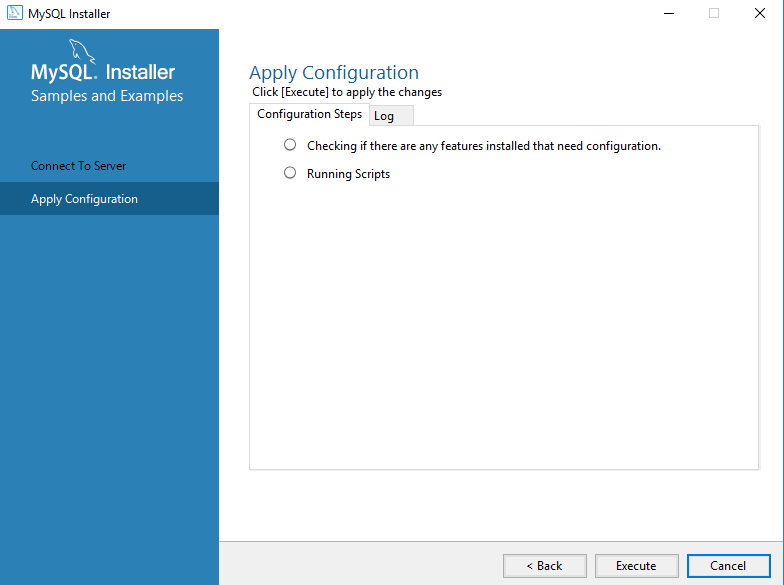 MySQL Installer
MySQL. Installer
Samples and Examples
Connect To Server
Apply Configuration
Apply Configuration
Click [Execute] to apply the changes
Configuration Steps
Log
Checking if there are any features installed that need configuration.
Running Scripts
< Back
Execute
Cancel